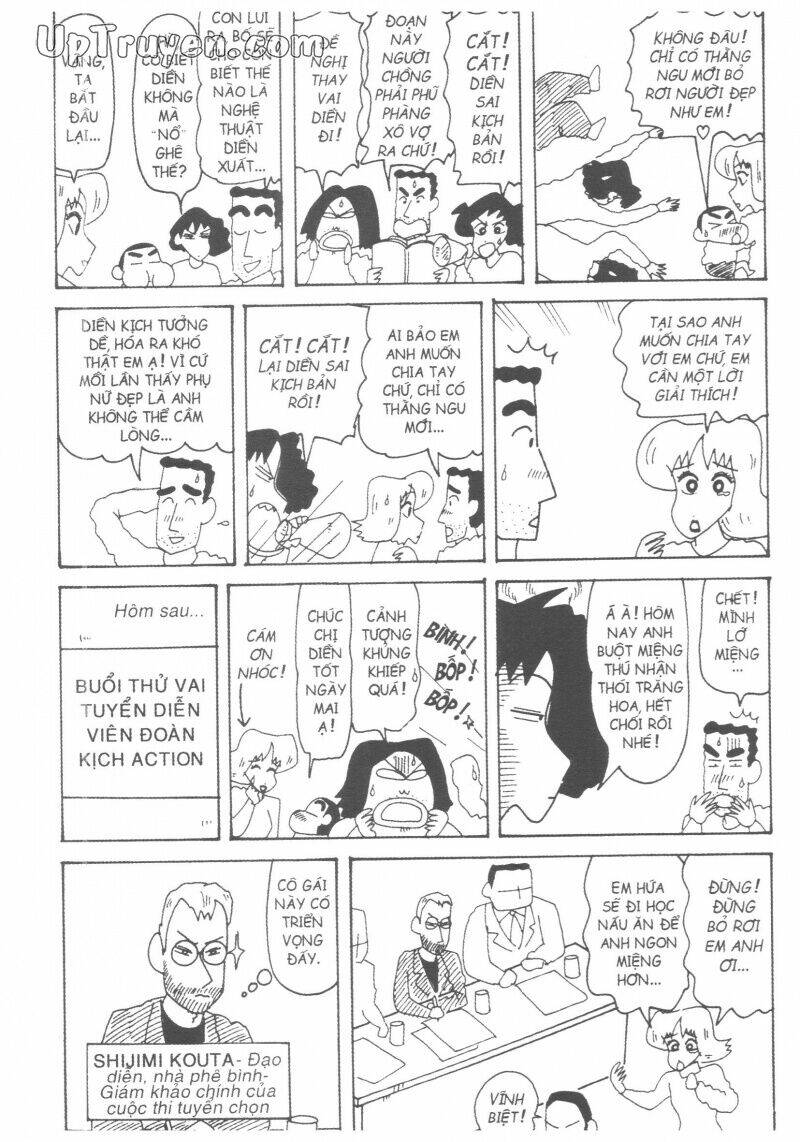 UpTruyen.com
KHÔNG ĐÂU!
CHỈ CÓ THẰNG
NGU MỚI BỎ
RƠI NGƯỜI ĐẸP
NHƯ EM!
CẮT!
CẮT!
DIỄN
SAI
KỊCH
BẢN
RỒI!
ĐOẠN
NÀY
NGƯỜI
CHỒNG
PHẢI PHŨ
PHÀNG
XÔ VỢ
RA CHỨ!
ĐỀ
NGHỊ
THAY
VAI
DIỄN
ĐI!
CON LUI
RA BỐ SẼ
CHO CON
BIẾT THẾ
NÀO LÀ
NGHỆ
THUẬT
DIỄN
XUẤT...
BIẾT
DIỄN
KHÔNG
MÀ
"NỔ"
GHÊ
THẾ?
VÂNG,
TA
BẮT
ĐẦU
LẠI...
TẠI SAO ANH
MUỐN CHIA TAY
VỚI EM CHỨ, EM
CẦN MỘT LỜI
GIẢI THÍCH!
AI BẢO EM
ANH MUỐN
CHIA TAY
CHỨ, CHỈ CÓ
THẰNG NGU
MỚI...
CẮT! CẮT!
LẠI DIỄN SAI
KỊCH BẢN
RỒI!
DIỄN KỊCH TƯỞNG
DỄ, HÓA RA KHÓ
THẬT EM Ạ! VÌ CỨ
MỖI LẦN THẤY PHỤ
NỮ ĐẸP LÀ ANH
KHÔNG THỂ CẦM
LÒNG...
CHẾT!
MÌNH
LỠ
MIỆNG...
Á À! HÔM
NAY ANH
BUỘT MIỆNG
THÚ NHẬN
THÓI TRĂNG
HOA, HẾT
CHỐI RỒI
NHÉ!
BÌNH!
BỐP!
BỐP!
CẢNH
TƯỢNG
KHỦNG
KHIẾP
QUÁ!
CHÚC
CHỊ
DIỄN
TỐT
NGÀY
MAI
Ạ!
CÁM
ƠN
NHÓC!
Hôm sau...
BUỔI THỬ VAI
TUYỂN DIỄN
VIÊN ĐOÀN
KỊCH ACTION
ĐỪNG!
ĐỪNG
BỎ RƠI
EM ANH
ƠI...
EM HỨA
SẼ ĐI HỌC
NẤU ĂN ĐỂ
ANH NGON
MIỆNG
HƠN...
VĨNH
BIỆT!
CÔ GÁI
NÀY CÓ
TRIỂN
VỌNG
ĐẤY.
SHIJIMI KOUTA- Đạo
diễn, nhà phê bình-
Giám khảo chính của
cuộc thi tuyển chọn